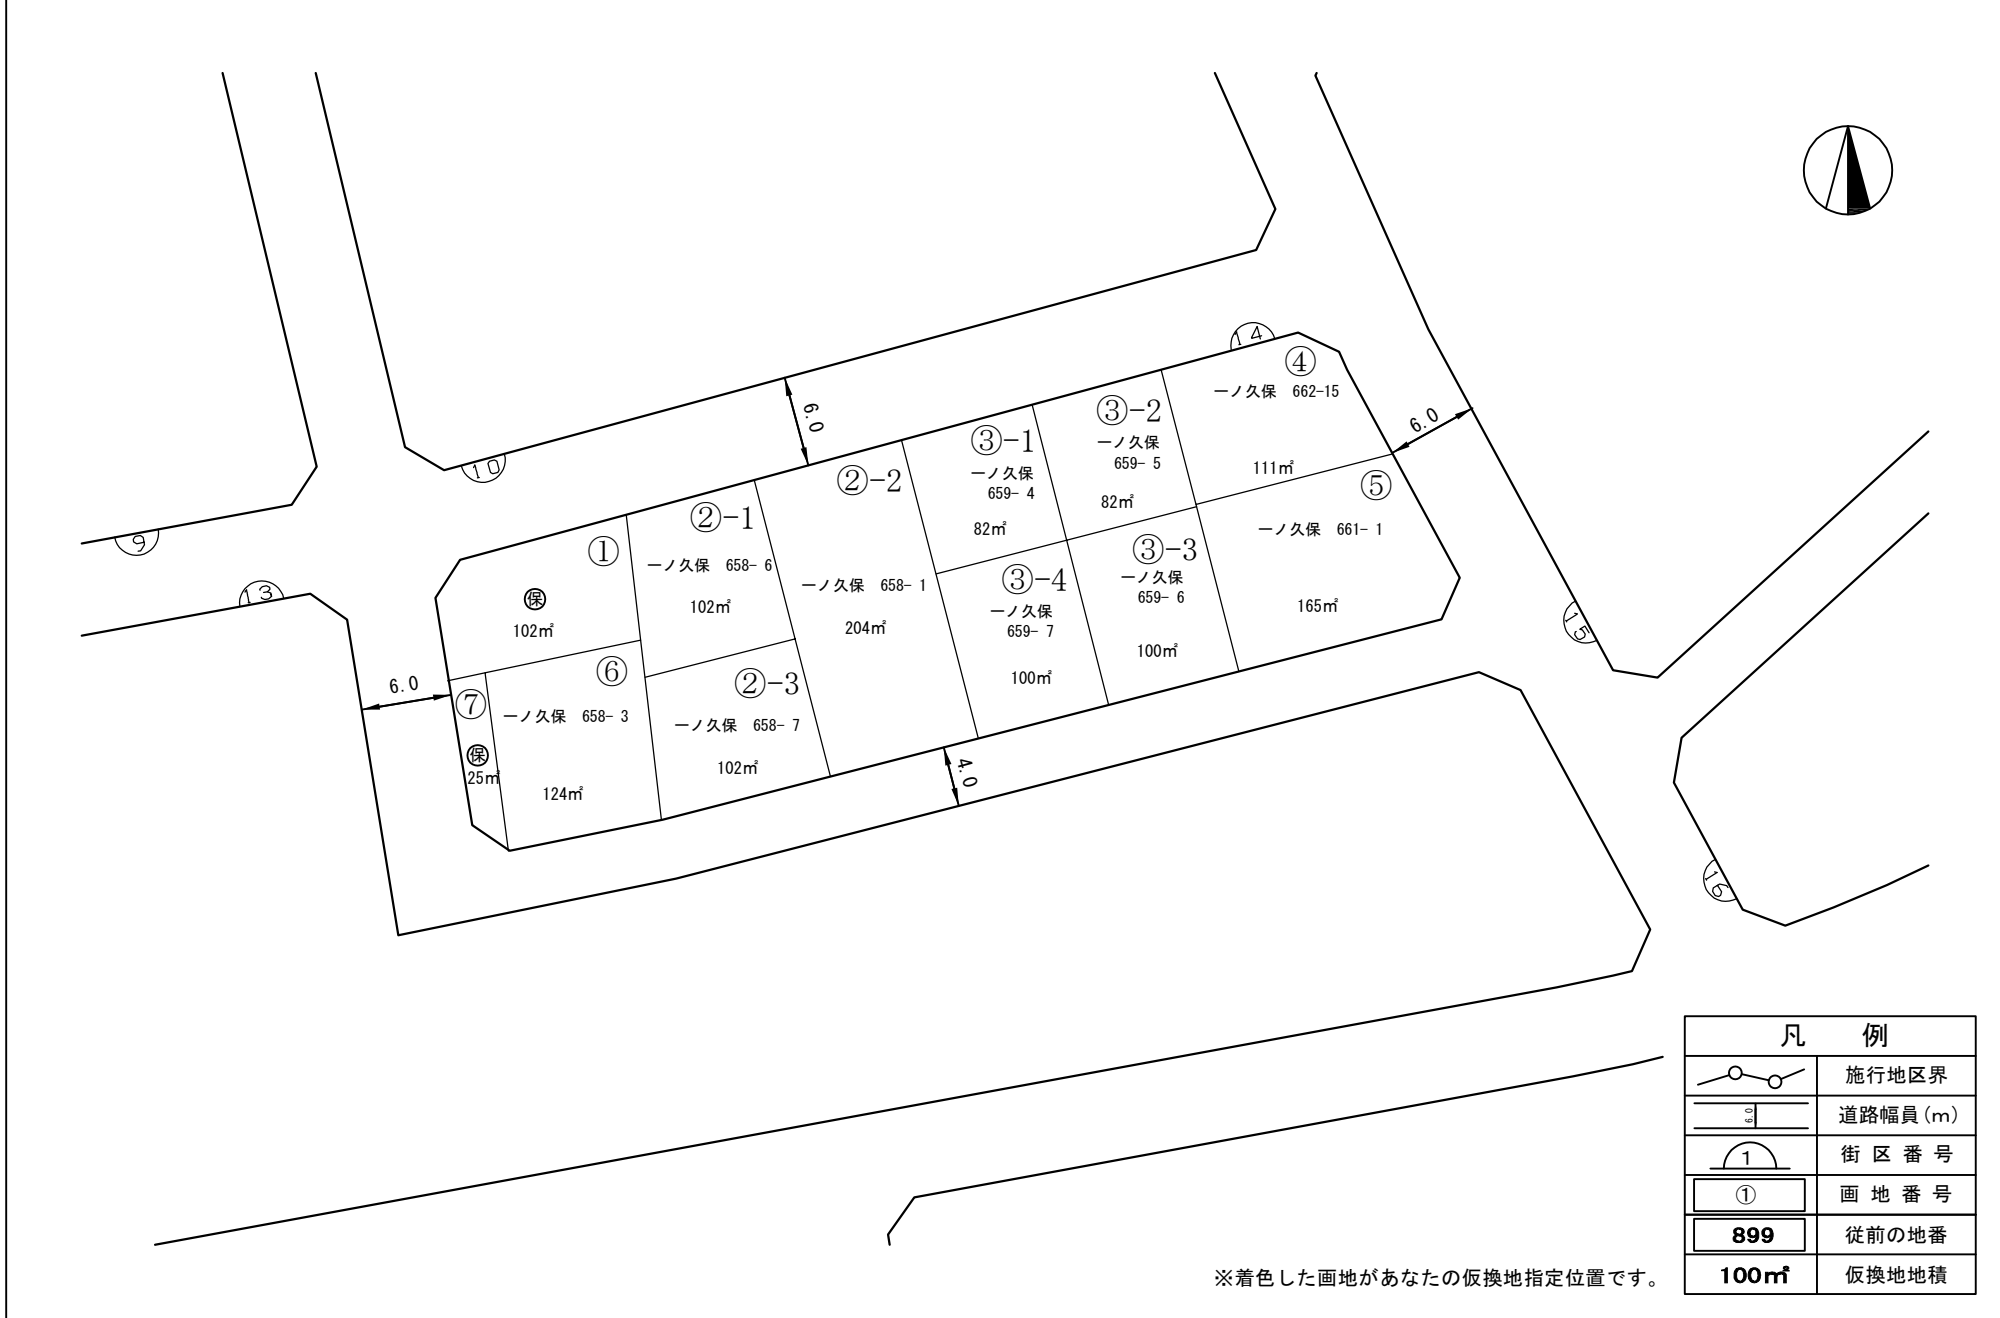 14
④
一ノ久保 662-15
111㎡
6.0
6.0
③-2
一ノ久保
659- 5
82㎡
③-1
一ノ久保
659- 4
82㎡
10
②-2
一ノ久保 658- 1
204㎡
⑤
一ノ久保 661- 1
165㎡
②-1
一ノ久保 658- 6
102㎡
9
①
保
102㎡
③-3
一ノ久保
659- 6
100㎡
③-4
一ノ久保
659- 7
100㎡
13
15
6.0
⑥
一ノ久保 658- 3
124㎡
②-3
一ノ久保 658- 7
102㎡
⑦
保
25㎡
4.0
16
凡 例
施行地区界
6.0
道路幅員(m)
1
街 区 番 号
①
画 地 番 号
899
従前の地番
100㎡
仮換地地積
※着色した画地があなたの仮換地指定位置です。